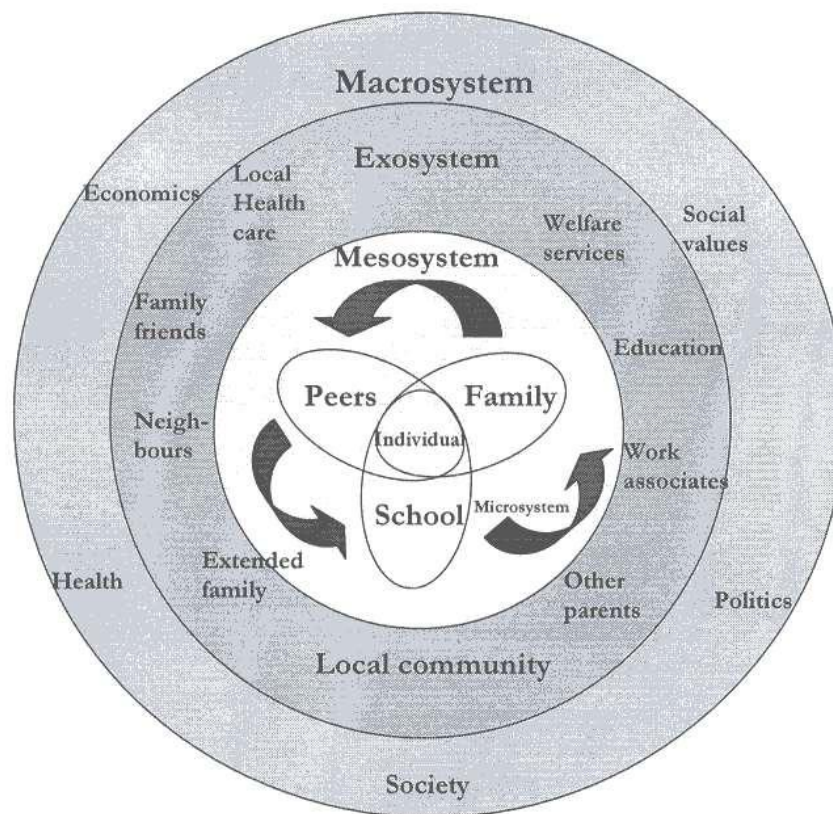 Macrosystem
Exosystem
Local
Health
care
Economics
Welfare
services
Social
values
Mesosystem
Family
friends
Education
Peers
Family
Neigh-
bours
Individual
Work
associates
School
Microsystem
Extended
family
Health
Other
parents
Politics
Local community
Society